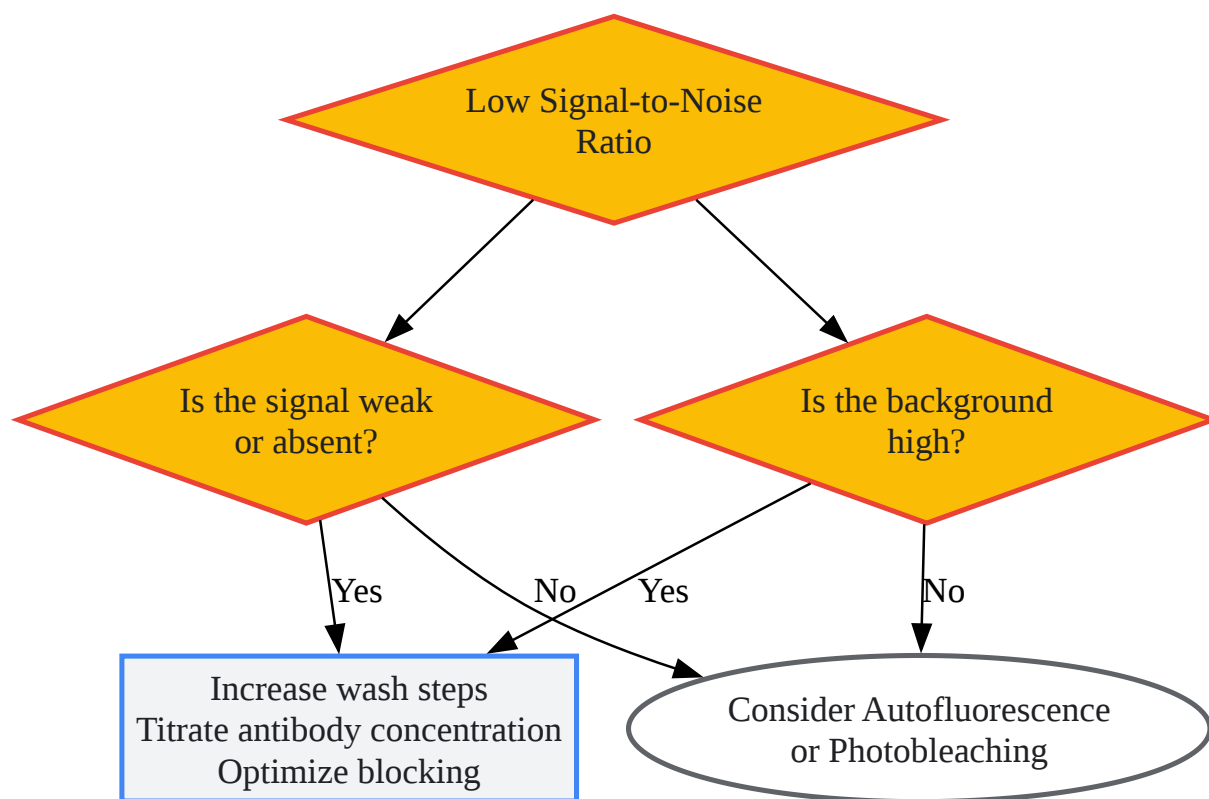 Low Signal-to-Noise
Ratio
Is the signal weak
or absent?
Is the background
high?
Yes
No
Yes
No
Increase wash steps
Titrate antibody concentration
Optimize blocking
Consider Autofluorescence
or Photobleaching